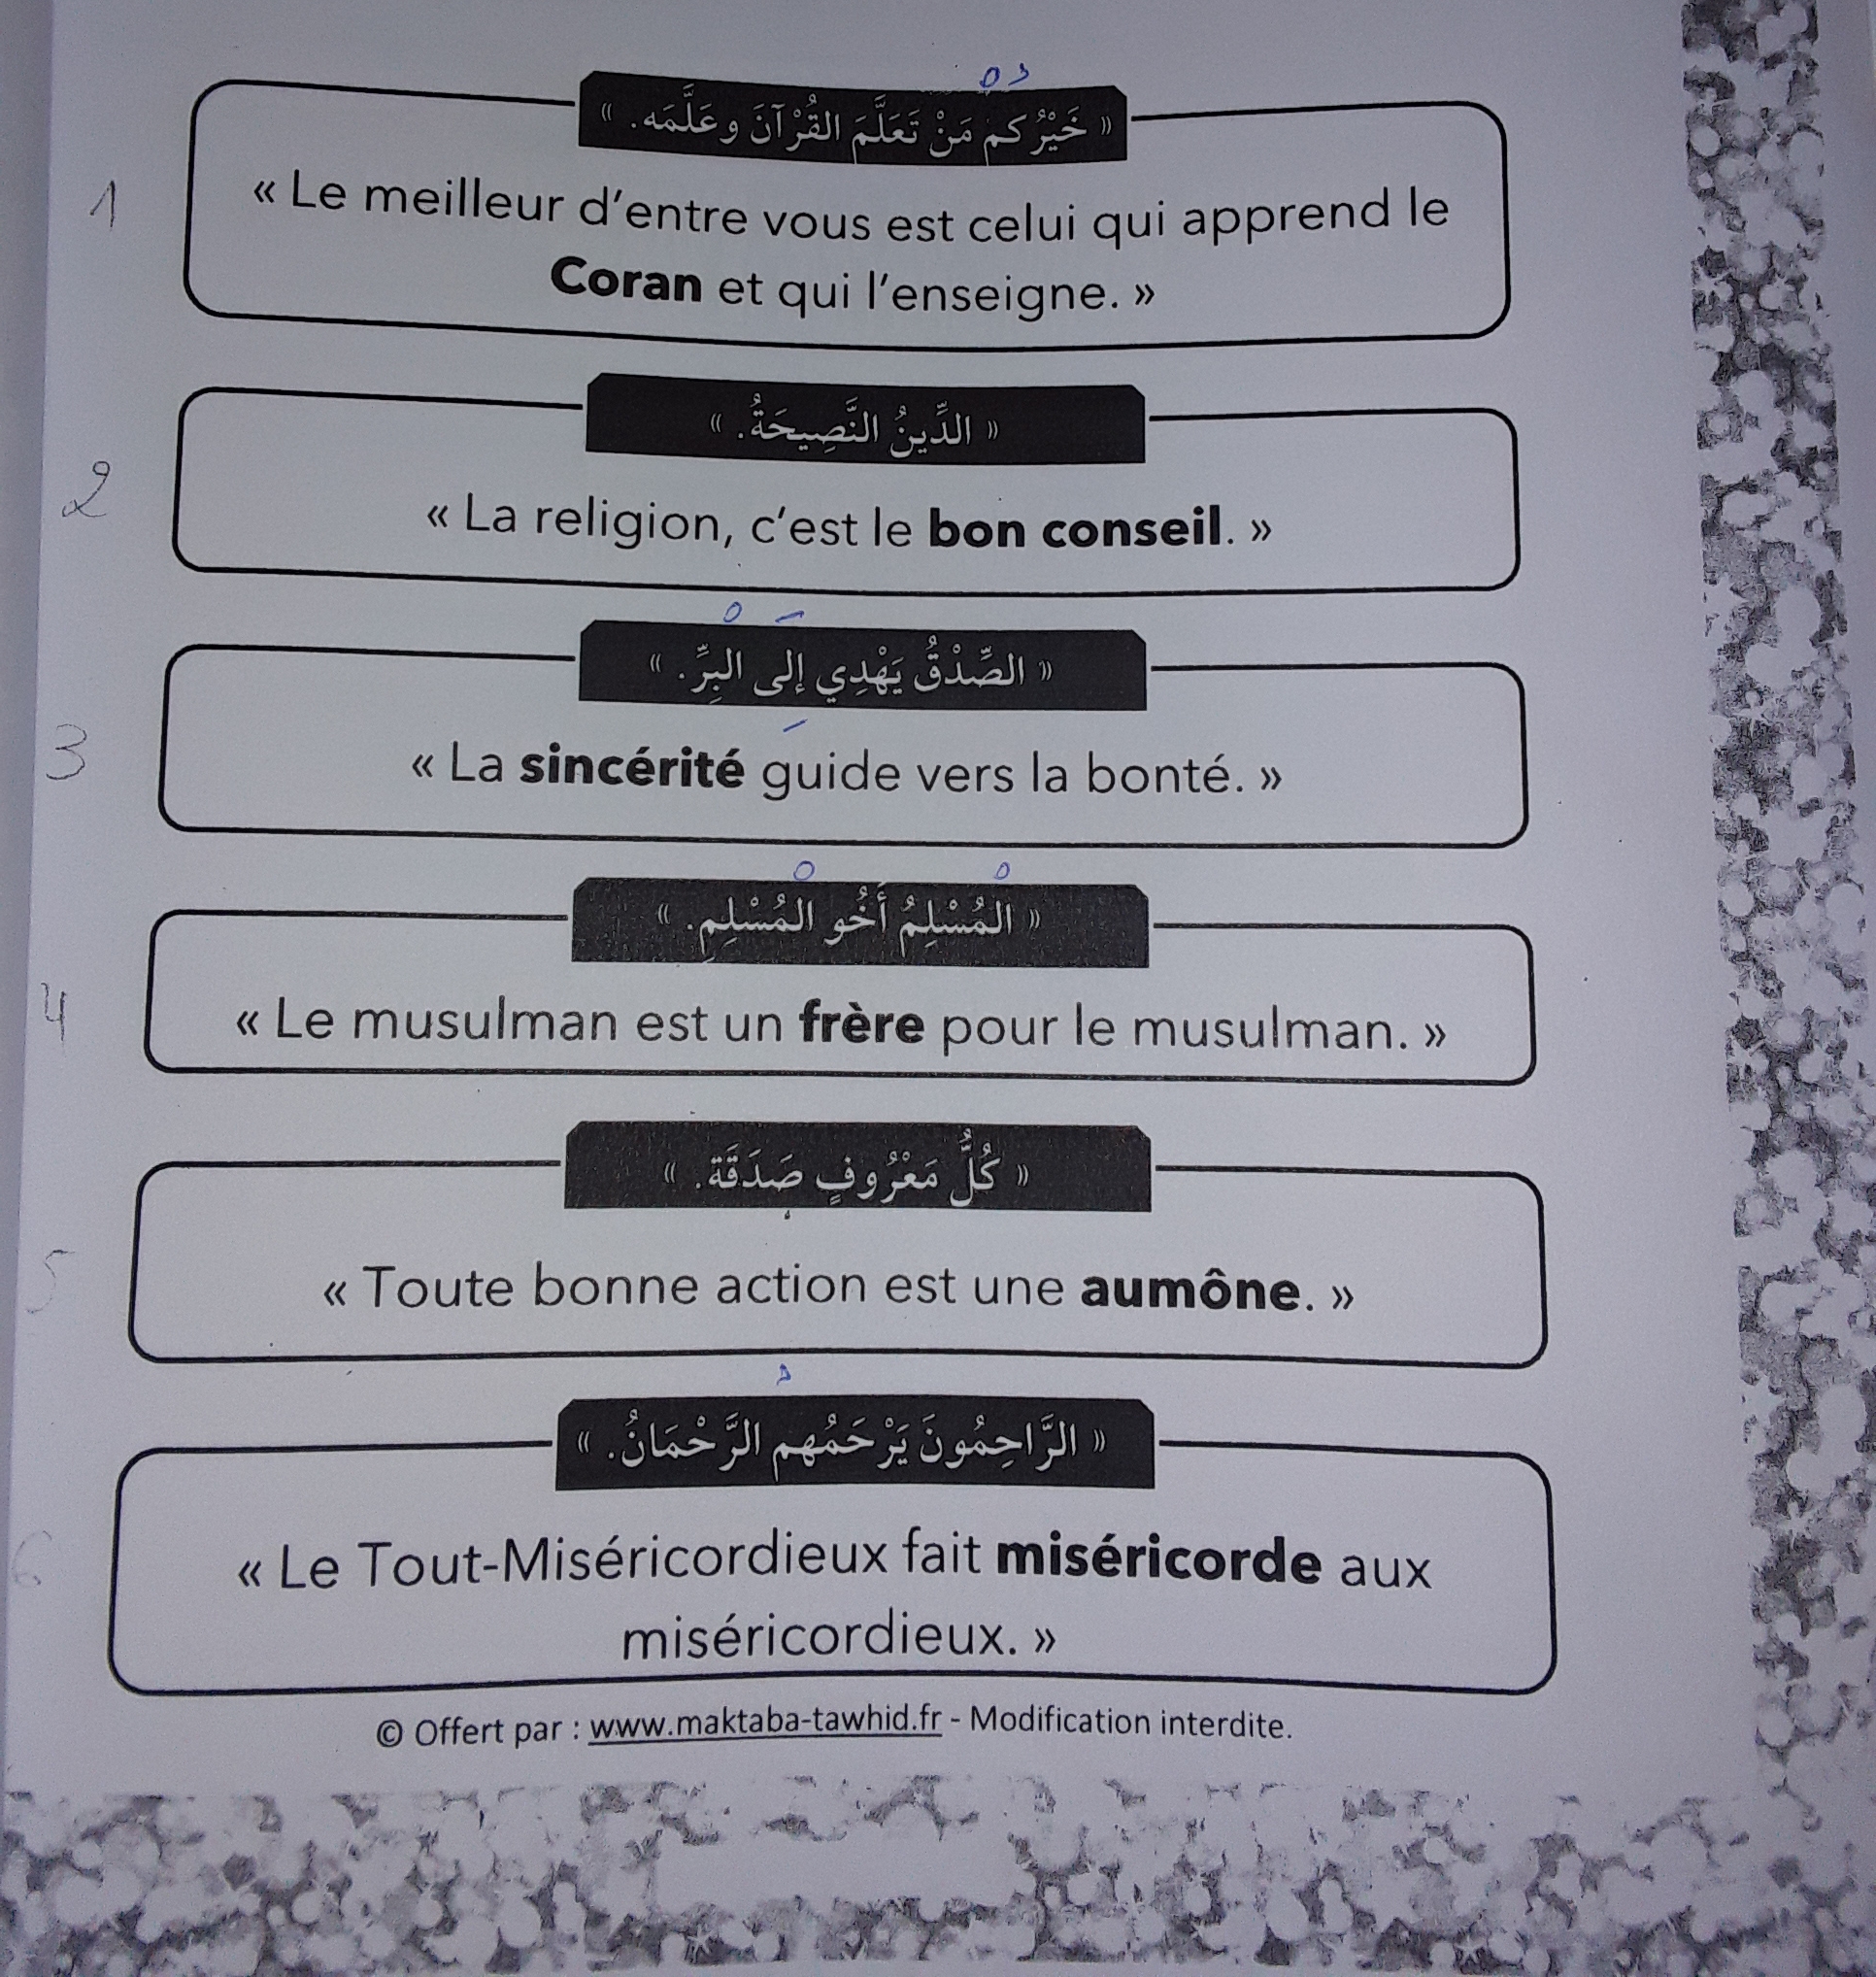 « خَيْرُكم مَنْ تَعَلَّمَ القُرْآنَ وعَلَّمَه. »
1
« Le meilleur d’entre vous est celui qui apprend le
Coran et qui l’enseigne. »
« الدِّينُ النَّصِيحَةُ. »
2
« La religion, c’est le bon conseil. »
« الصِّدْقُ يَهْدِي إلى البِرِّ. »
3
« La sincérité guide vers la bonté. »
« المُسْلِمُ أَخُو المُسْلِمِ. »
4
« Le musulman est un frère pour le musulman. »
« كُلُّ مَعْرُوفٍ صَدَقَة. »
5
« Toute bonne action est une aumône. »
« الرَّاحِمُونَ يَرْحَمُهم الرَّحْمَانُ. »
6
« Le Tout-Miséricordieux fait miséricorde aux
miséricordieux. »
© Offert par : www.maktaba-tawhid.fr - Modification interdite.